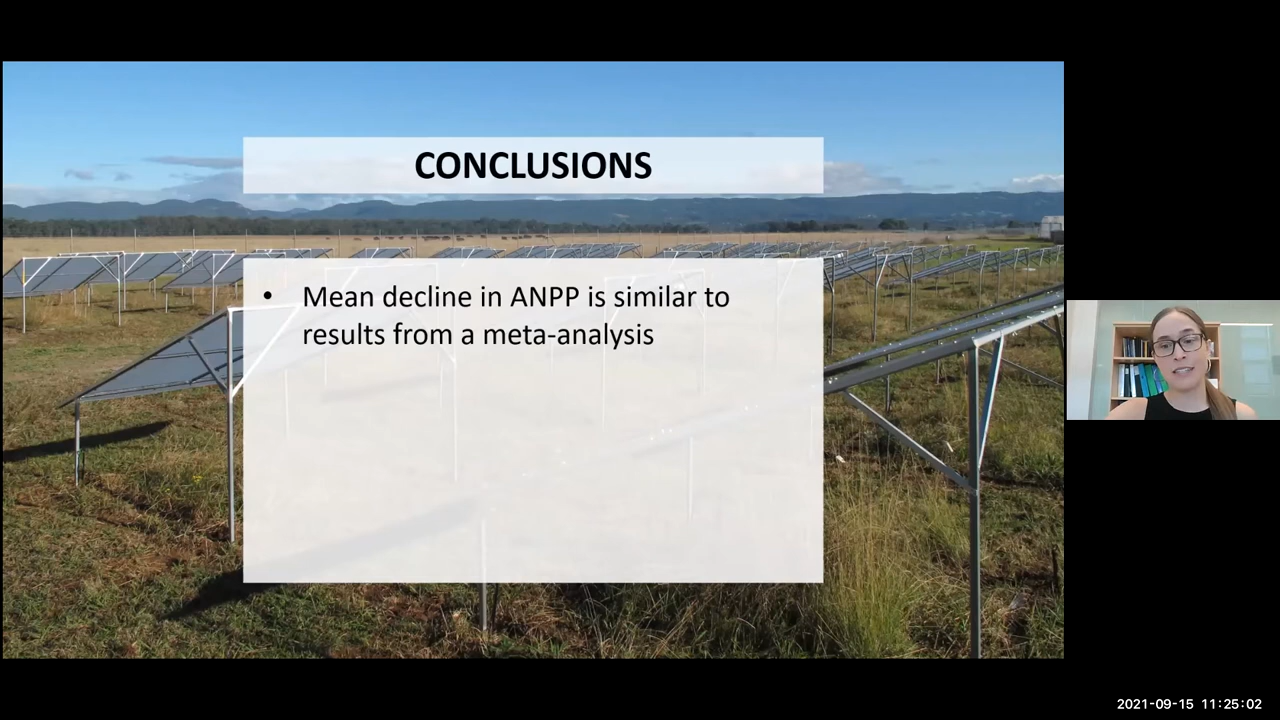 CONCLUSIONS
• Mean decline in ANPP is similar to
results from a meta-analysis
2021-09-15 11:25:02